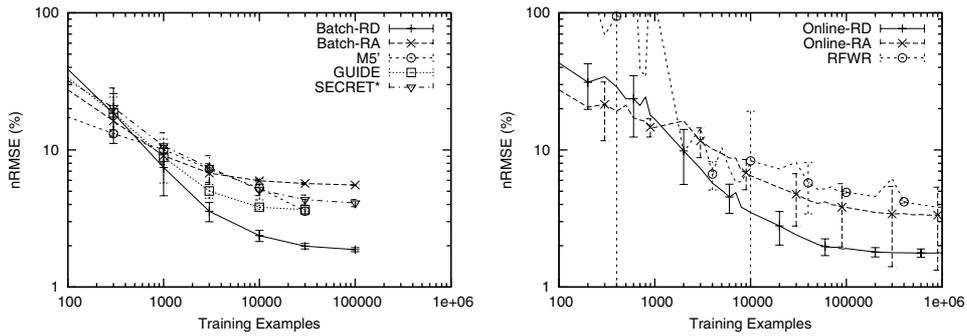 100
10
1
nRMSE (%)
100 1000 10000 100000 1e+06
Training Examples
Batch-RD
Batch-RA
M5'
GUIDE
SECRET*
100
10
1
nRMSE (%)
100 1000 10000 100000 1e+06
Training Examples
Online-RD
Online-RA
RFWR